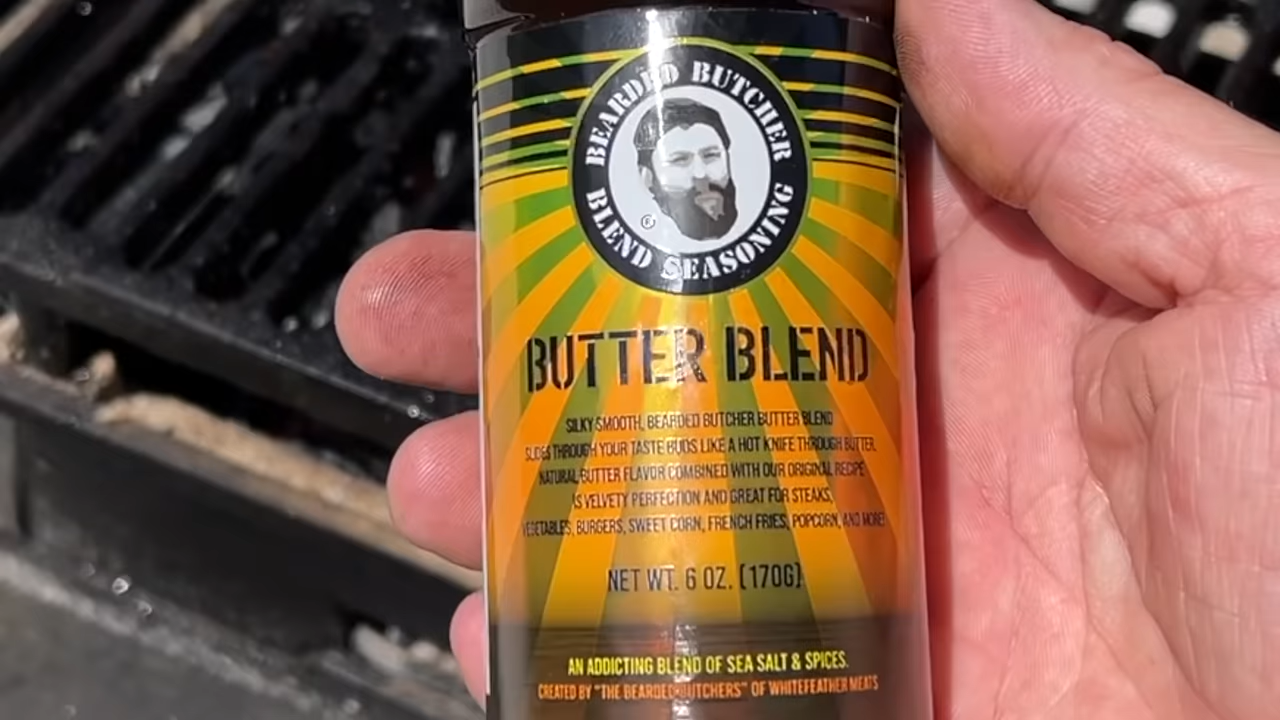 BEARDED BUTCHER
BLEND SEASONING
®
BUTTER BLEND
SILKY SMOOTH, BEARDED BUTCHER BUTTER BLEND
SLIDES THROUGH YOUR TASTE BUDS LIKE A HOT KNIFE THROUGH BUTTER.
NATURAL BUTTER FLAVOR COMBINED WITH OUR ORIGINAL RECIPE
IS VELVETY PERFECTION AND GREAT FOR STEAKS,
VEGETABLES, BURGERS, SWEET CORN, FRENCH FRIES, POPCORN, AND MORE!
NET WT. 6 OZ. (170G)
AN ADDICTING BLEND OF SEA SALT & SPICES.
CREATED BY "THE BEARDED BUTCHERS" OF WHITEFEATHER MEATS